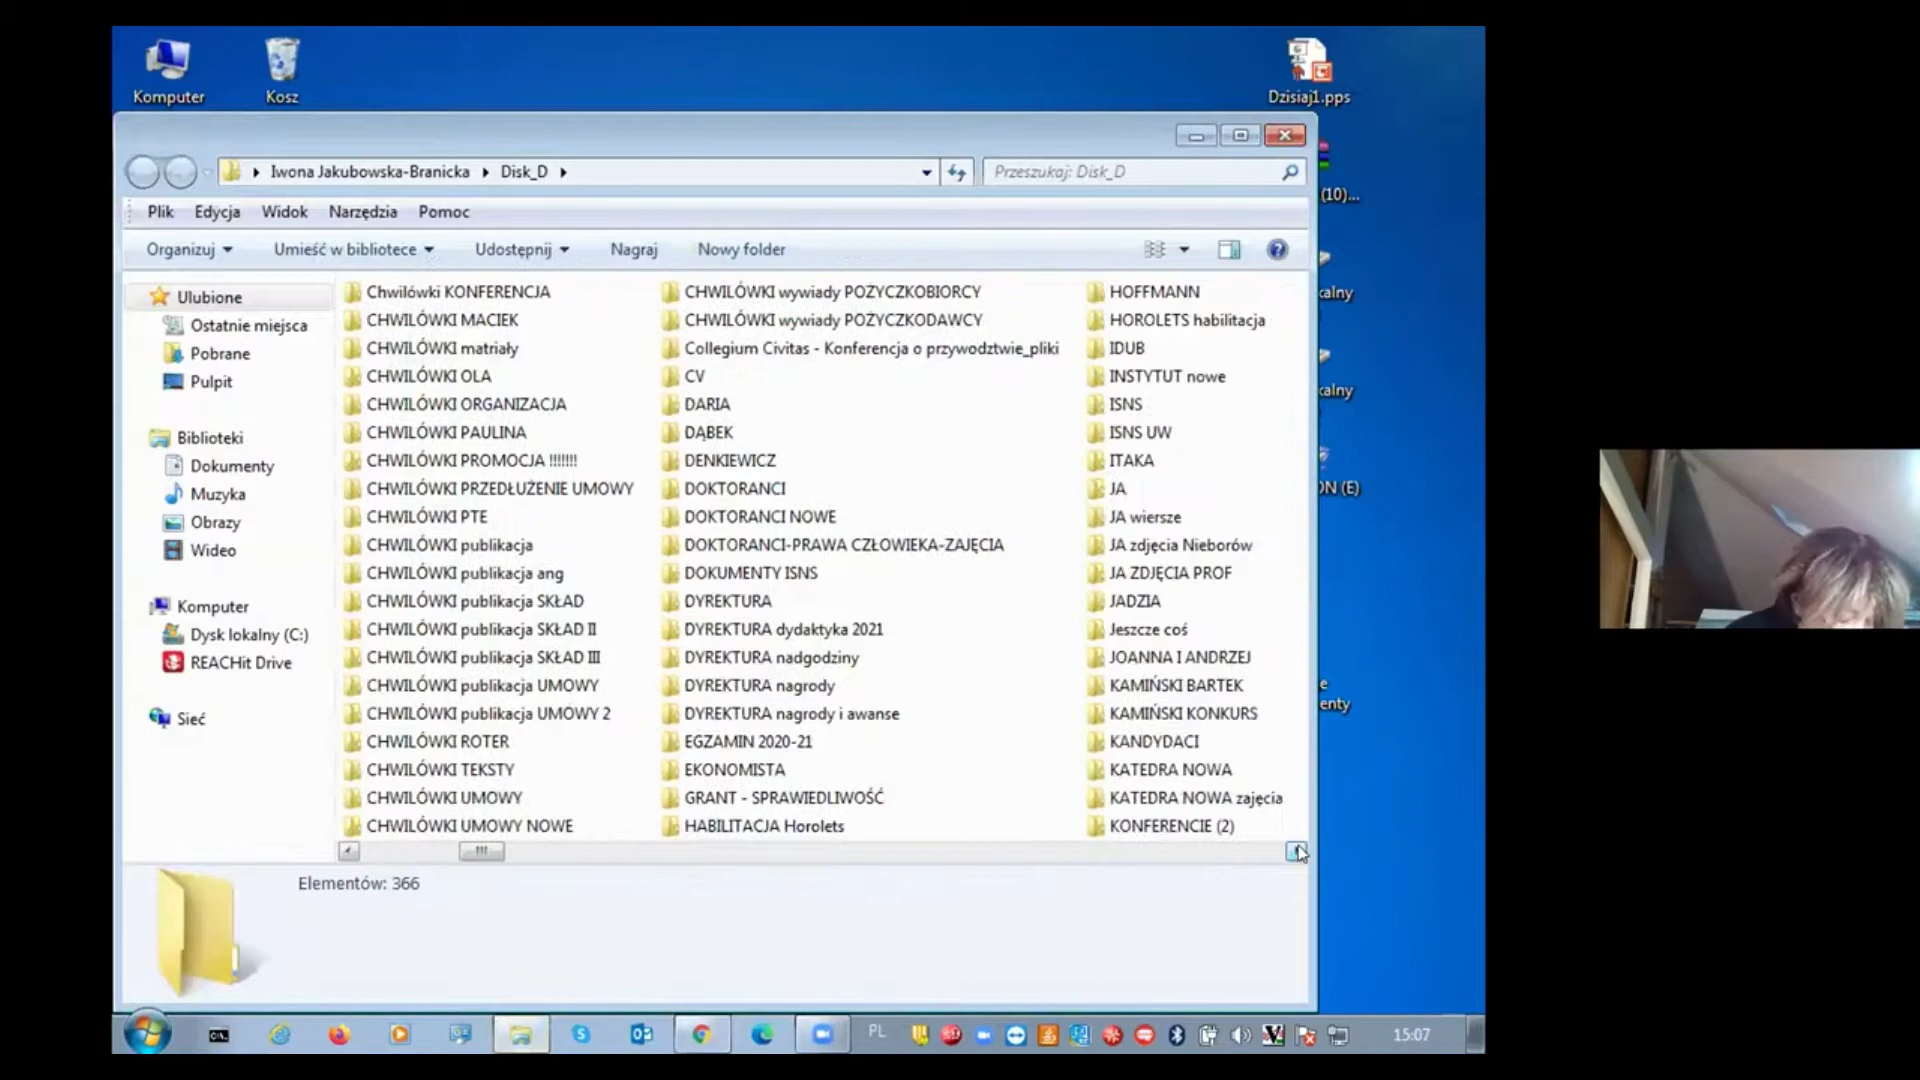 Komputer
Kosz
Dzisiaj1.pps
Iwona Jakubowska-Branicka
Disk_D
Przeszukaj: Disk_D
(10)...
Plik Edycja Widok Narzędzia Pomoc
Organizuj Umieść w bibliotece Udostępnij Nagraj Nowy folder
Ulubione
Ostatnie miejsca
Pobrane
Pulpit
Biblioteki
Dokumenty
Muzyka
Obrazy
Wideo
Komputer
Dysk lokalny (C:)
REACHit Drive
Sieć
Chwilówki KONFERENCJA
CHWILÓWKI MACIEK
CHWILÓWKI matriały
CHWILÓWKI OLA
CHWILÓWKI ORGANIZACJA
CHWILÓWKI PAULINA
CHWILÓWKI PROMOCJA !!!!!!!
CHWILÓWKI PRZEDŁUŻENIE UMOWY
CHWILÓWKI PTE
CHWILÓWKI publikacja
CHWILÓWKI publikacja ang
CHWILÓWKI publikacja SKŁAD
CHWILÓWKI publikacja SKŁAD II
CHWILÓWKI publikacja SKŁAD III
CHWILÓWKI publikacja UMOWY
CHWILÓWKI publikacja UMOWY 2
CHWILÓWKI ROTER
CHWILÓWKI TEKSTY
CHWILÓWKI UMOWY
CHWILÓWKI UMOWY NOWE
CHWILÓWKI wywiady POŻYCZKOBIORCY
CHWILÓWKI wywiady POŻYCZKODAWCY
Collegium Civitas - Konferencja o przywodztwie_pliki
CV
DARIA
DĄBEK
DENKIEWICZ
DOKTORANCI
DOKTORANCI NOWE
DOKTORANCI-PRAWA CZŁOWIEKA-ZAJĘCIA
DOKUMENTY ISNS
DYREKTURA
DYREKTURA dydaktyka 2021
DYREKTURA nadgodziny
DYREKTURA nagrody
DYREKTURA nagrody i awanse
EGZAMIN 2020-21
EKONOMISTA
GRANT - SPRAWIEDLIWOŚĆ
HABILITACJA Horolets
HOFFMANN
HOROLETS habilitacja
IDUB
INSTYTUT nowe
ISNS
ISNS UW
ITAKA
JA
JA wiersze
JA zdjęcia Nieborów
JA ZDJĘCIA PROF
JADZIA
Jeszcze coś
JOANNA I ANDRZEJ
KAMIŃSKI BARTEK
KAMIŃSKI KONKURS
KANDYDACI
KATEDRA NOWA
KATEDRA NOWA zajęcia
KONFERENCIE (2)
kalny
kalny
ON (E)
e
enty
Elementów: 366
PL
15:07